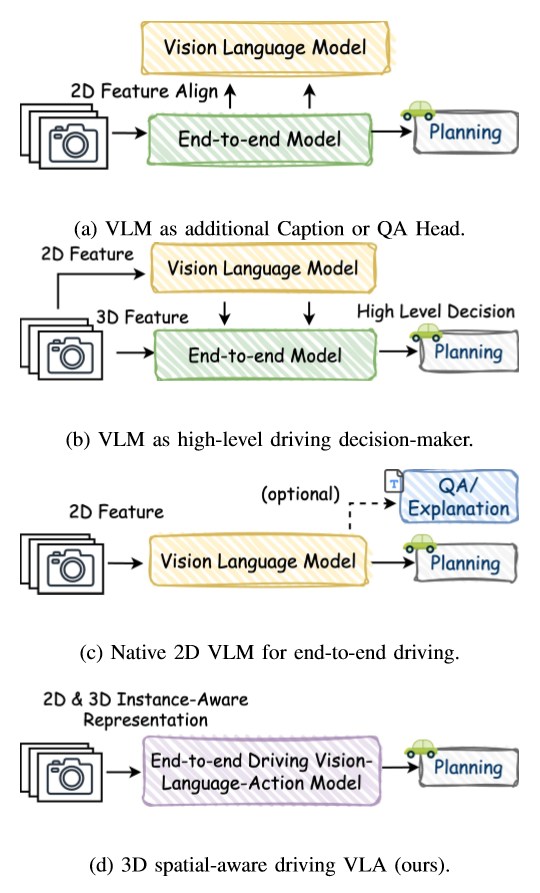 Vision Language Model
2D Feature Align
End-to-end Model
Planning
(a) VLM as additional Caption or QA Head.
2D Feature
Vision Language Model
3D Feature
High Level Decision
End-to-end Model
Planning
(b) VLM as high-level driving decision-maker.
2D Feature
(optional)
T
QA/
Explanation
Vision Language Model
Planning
(c) Native 2D VLM for end-to-end driving.
2D & 3D Instance-Aware
Representation
End-to-end Driving Vision-
Language-Action Model
Planning
(d) 3D spatial-aware driving VLA (ours).